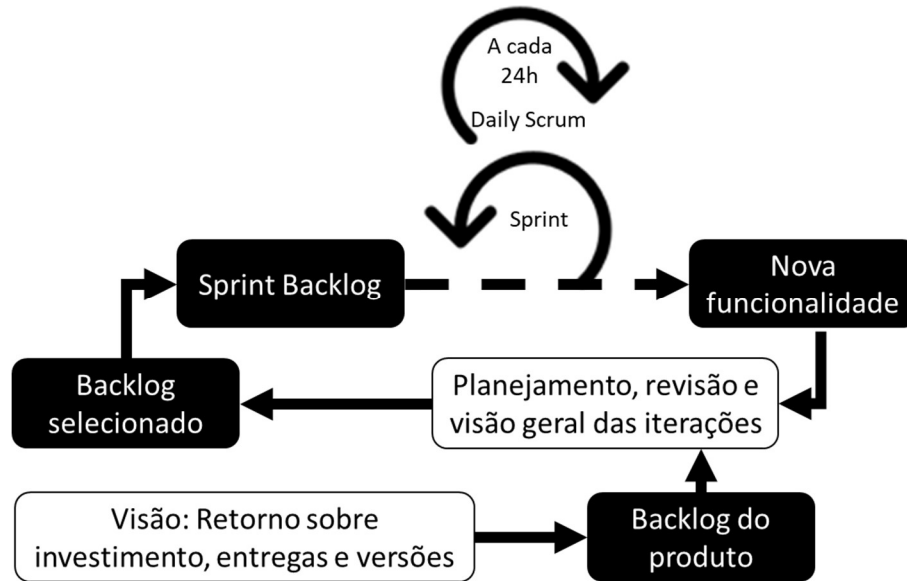 A cada
24h
Daily Scrum
Sprint
Sprint Backlog
Nova
funcionalidade
Backlog
selecionado
Planejamento, revisão e
visão geral das iterações
Visão: Retorno sobre
investimento, entregas e versões
Backlog do
produto